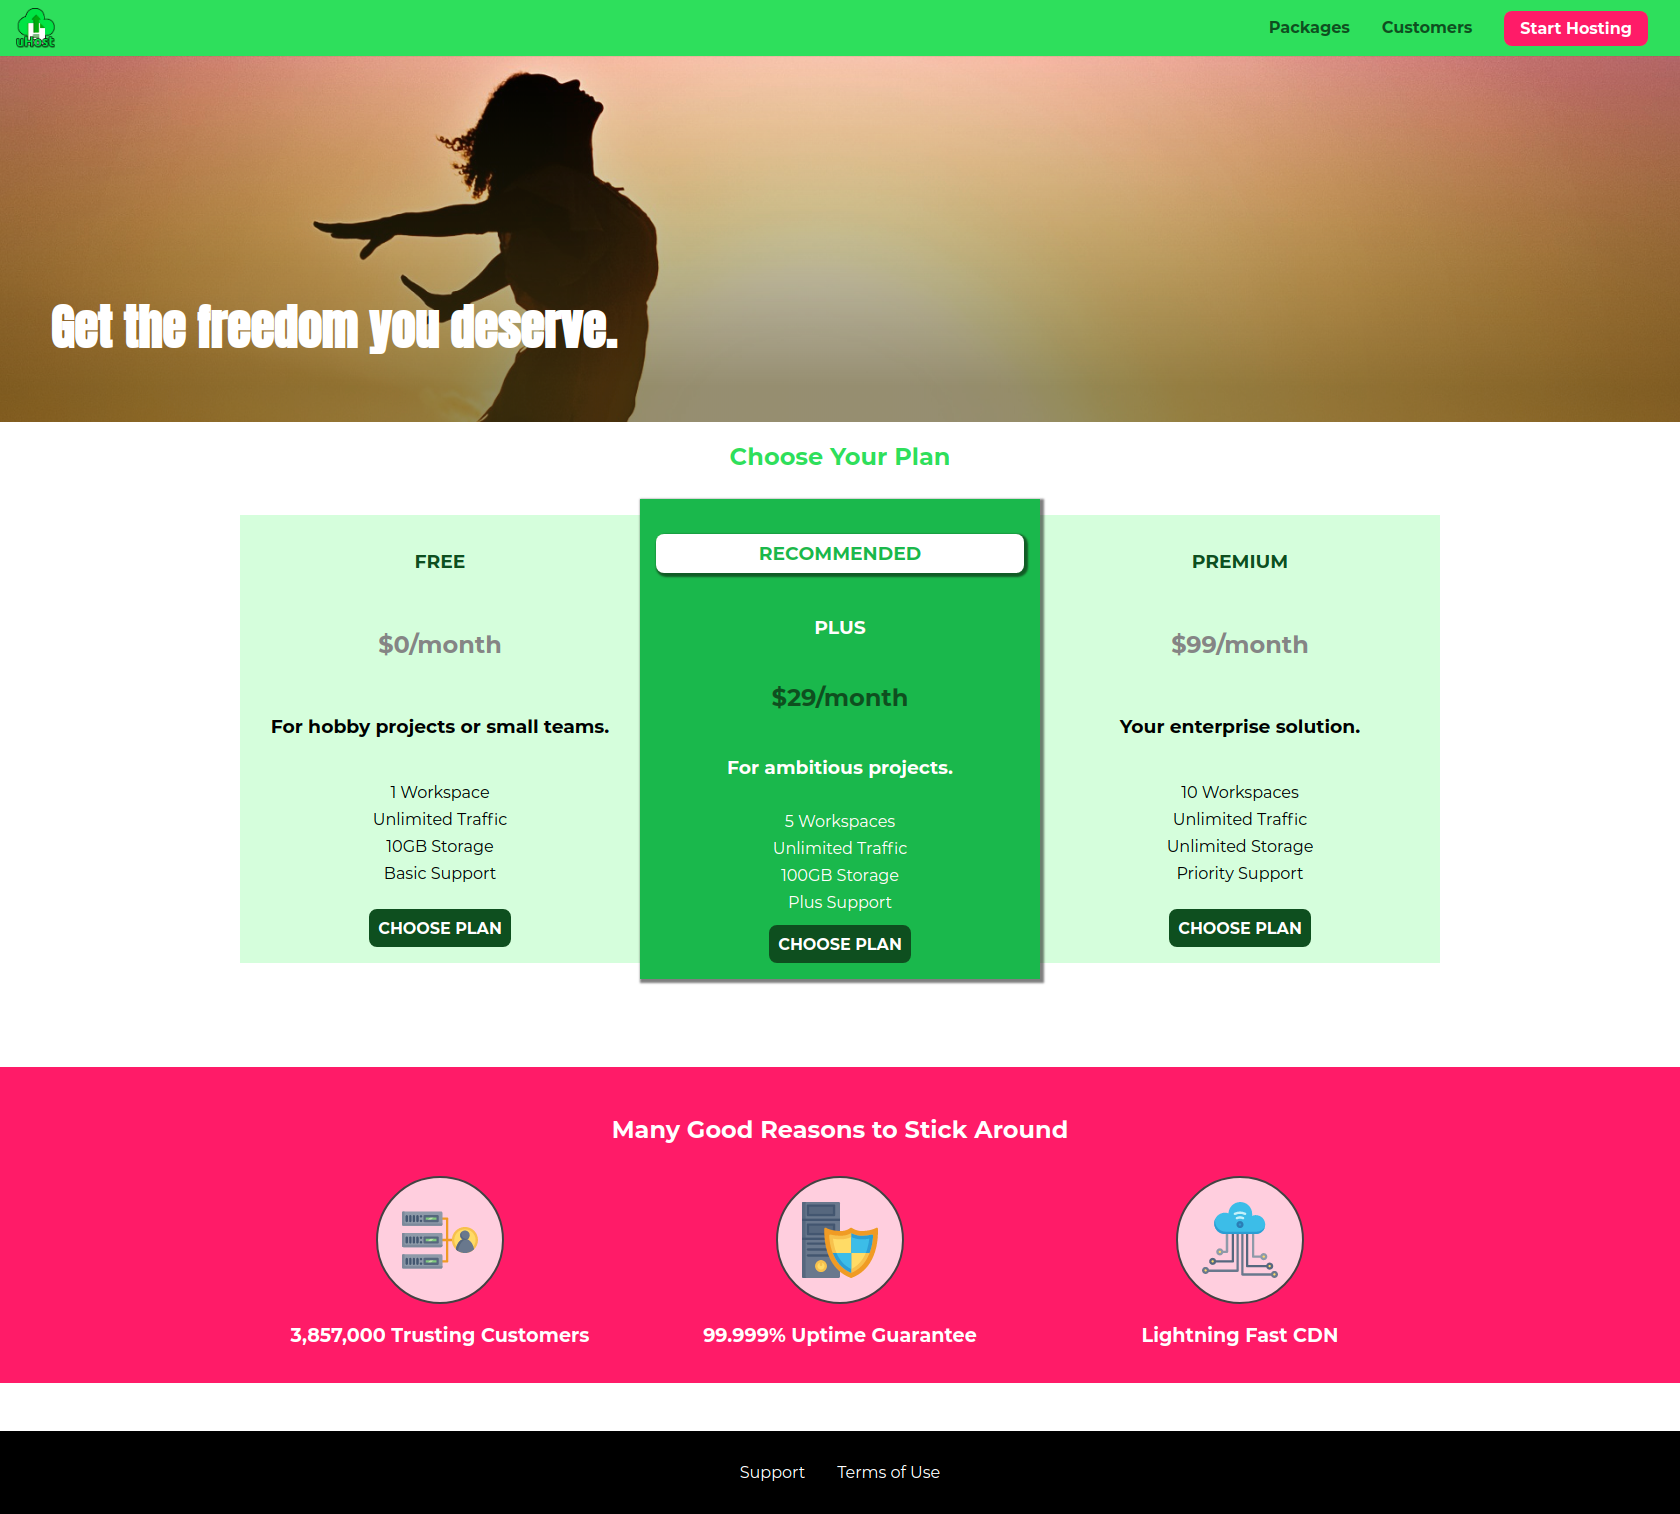 uHost
Packages Customers Start Hosting
Get the freedom you deserve.
Choose Your Plan
FREE
$0/month
For hobby projects or small teams.
1 Workspace
Unlimited Traffic
10GB Storage
Basic Support
CHOOSE PLAN
RECOMMENDED
PLUS
$29/month
For ambitious projects.
5 Workspaces
Unlimited Traffic
100GB Storage
Plus Support
CHOOSE PLAN
PREMIUM
$99/month
Your enterprise solution.
10 Workspaces
Unlimited Traffic
Unlimited Storage
Priority Support
CHOOSE PLAN
Many Good Reasons to Stick Around
3,857,000 Trusting Customers
99.999% Uptime Guarantee
Lightning Fast CDN
Support Terms of Use